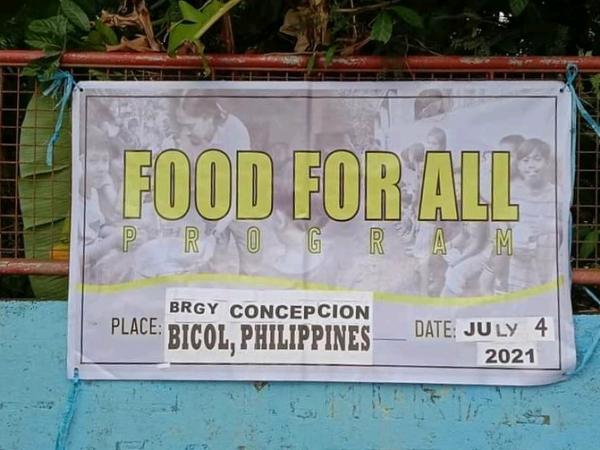 FOOD FOR ALL
PROGRAM
PLACE: BRGY CONCEPCION
BICOL, PHILIPPINES
DATE: JULY 4
2021